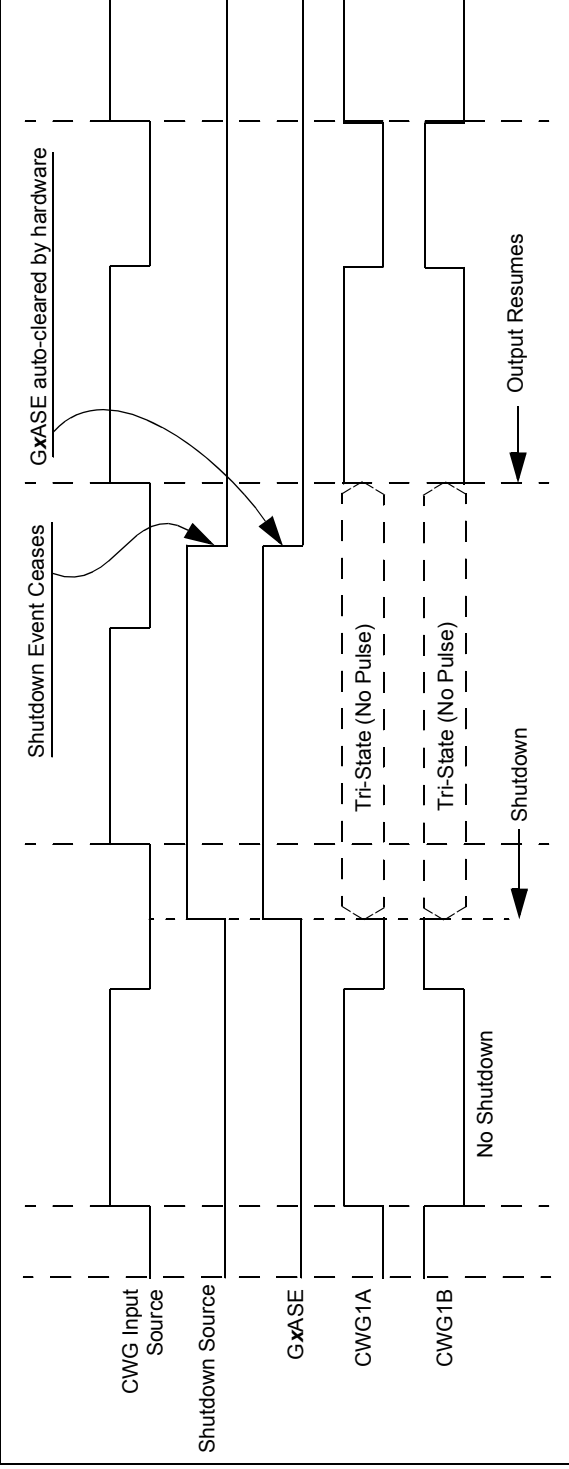 Shutdown Event Ceases
GxASE auto-cleared by hardware
CWG Input
Source
Shutdown Source
GxASE
CWG1A
Tri-State (No Pulse)
CWG1B
Tri-State (No Pulse)
No Shutdown
Shutdown
Output Resumes